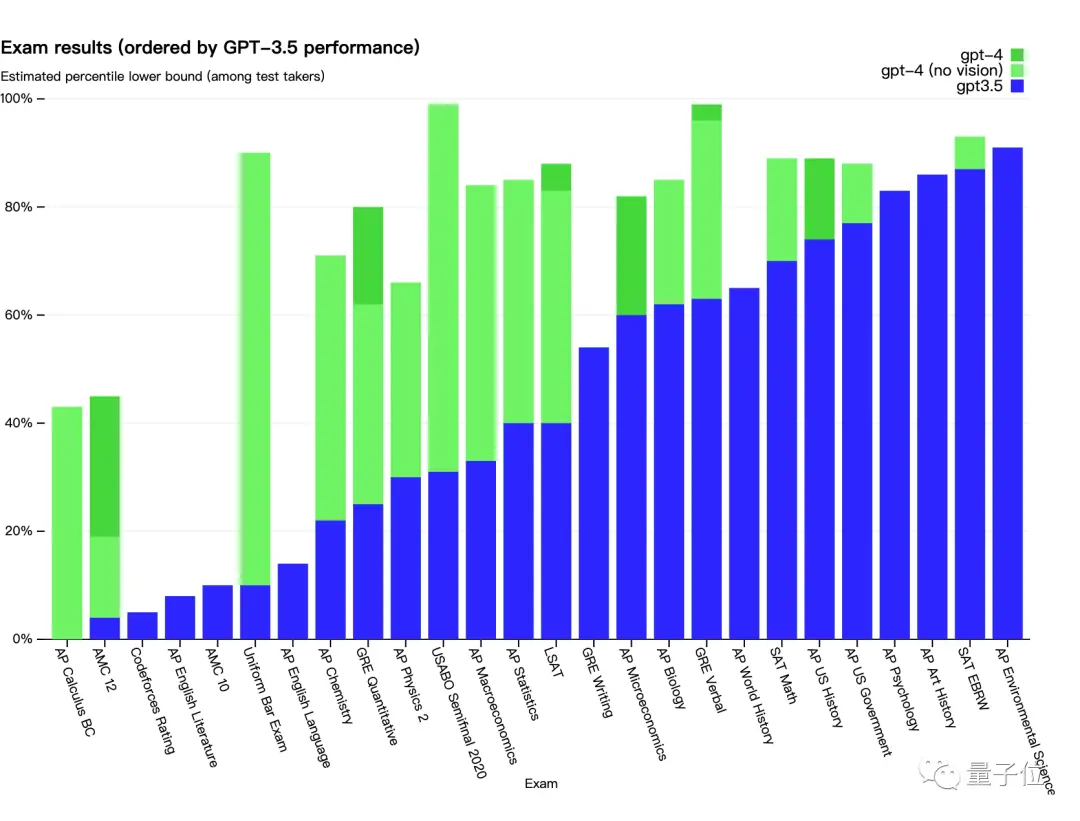 Exam results (ordered by GPT-3.5 performance)
Estimated percentile lower bound (among test takers)
gpt-4
gpt-4 (no vision)
gpt3.5
100%
80%
60%
40%
20%
0%
AP Calculus BC
AMC 12
Codeforces Rating
AP English Literature
AMC 10
Uniform Bar Exam
AP English Language
AP Chemistry
GRE Quantitative
AP Physics 2
USABO Semifinal 2020
AP Macroeconomics
AP Statistics
LSAT
GRE Writing
AP Microeconomics
AP Biology
GRE Verbal
AP World History
SAT Math
AP US History
AP US Government
AP Psychology
AP Art History
SAT EBRW
AP Environmental Science
Exam
量子位